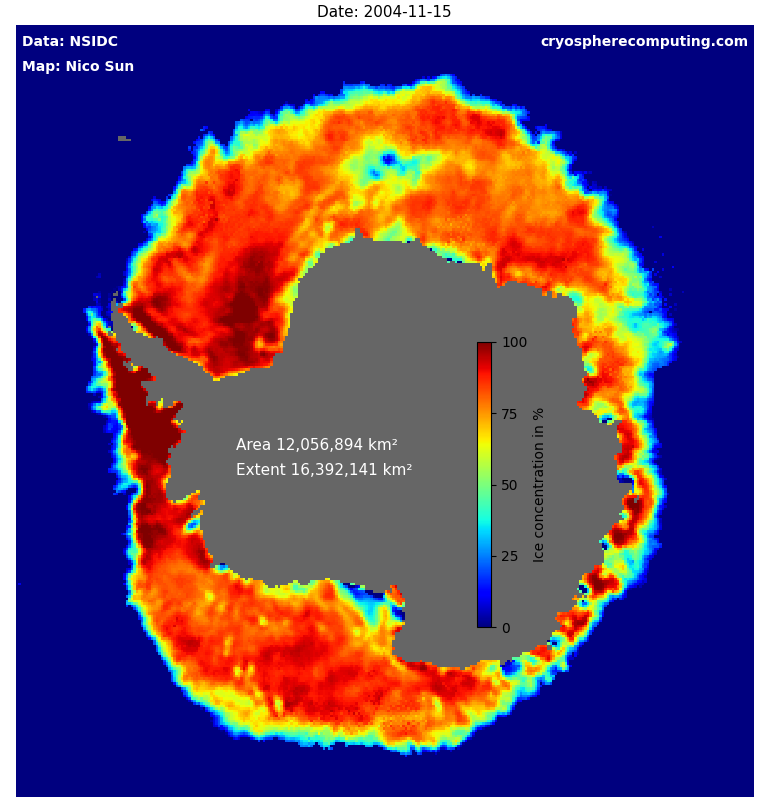 Date: 2004-11-15
Data: NSIDC
cryospherecomputing.com
Map: Nico Sun
100
75
50
25
0
Ice concentration in %
Area 12,056,894 km²
Extent 16,392,141 km²